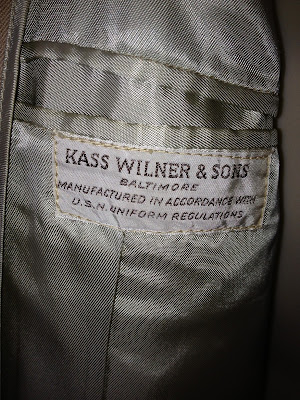 KASS WILNER & SONS
BALTIMORE
MANUFACTURED IN ACCORDANCE WITH
U.S.N. UNIFORM REGULATIONS